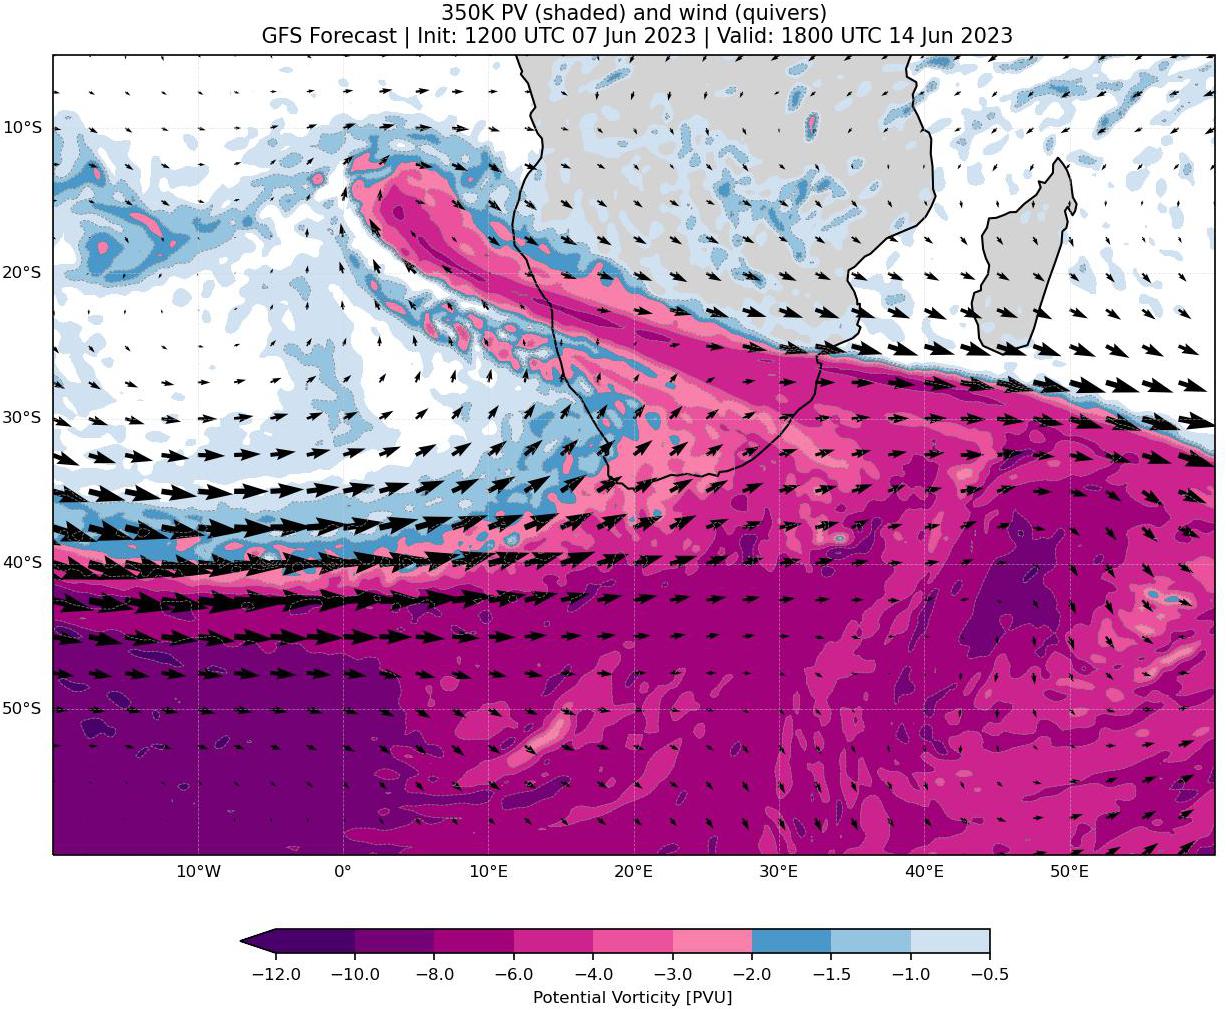 350K PV (shaded) and wind (quivers)
GFS Forecast | Init: 1200 UTC 07 Jun 2023 | Valid: 1800 UTC 14 Jun 2023
10°S
20°S
30°S
40°S
50°S
10°W 0° 10°E 20°E 30°E 40°E 50°E
−12.0 −10.0 −8.0 −6.0 −4.0 −3.0 −2.0 −1.5 −1.0 −0.5
Potential Vorticity [PVU]